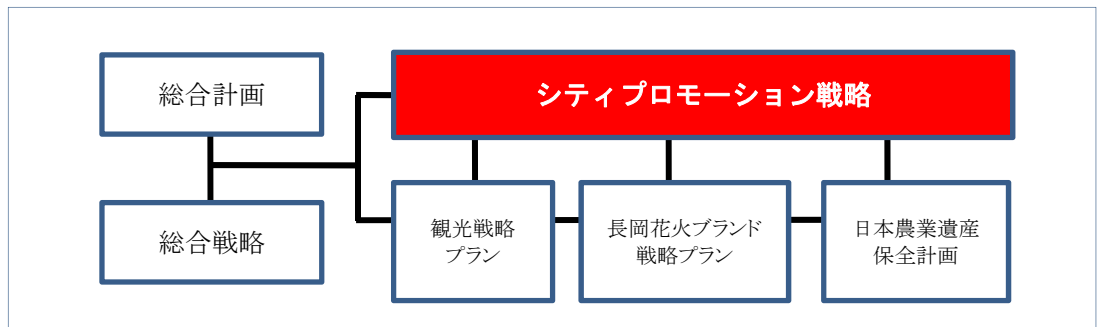 総合計画
シティプロモーション戦略
総合戦略
観光戦略
プラン
長岡花火ブランド
戦略プラン
日本農業遺産
保全計画